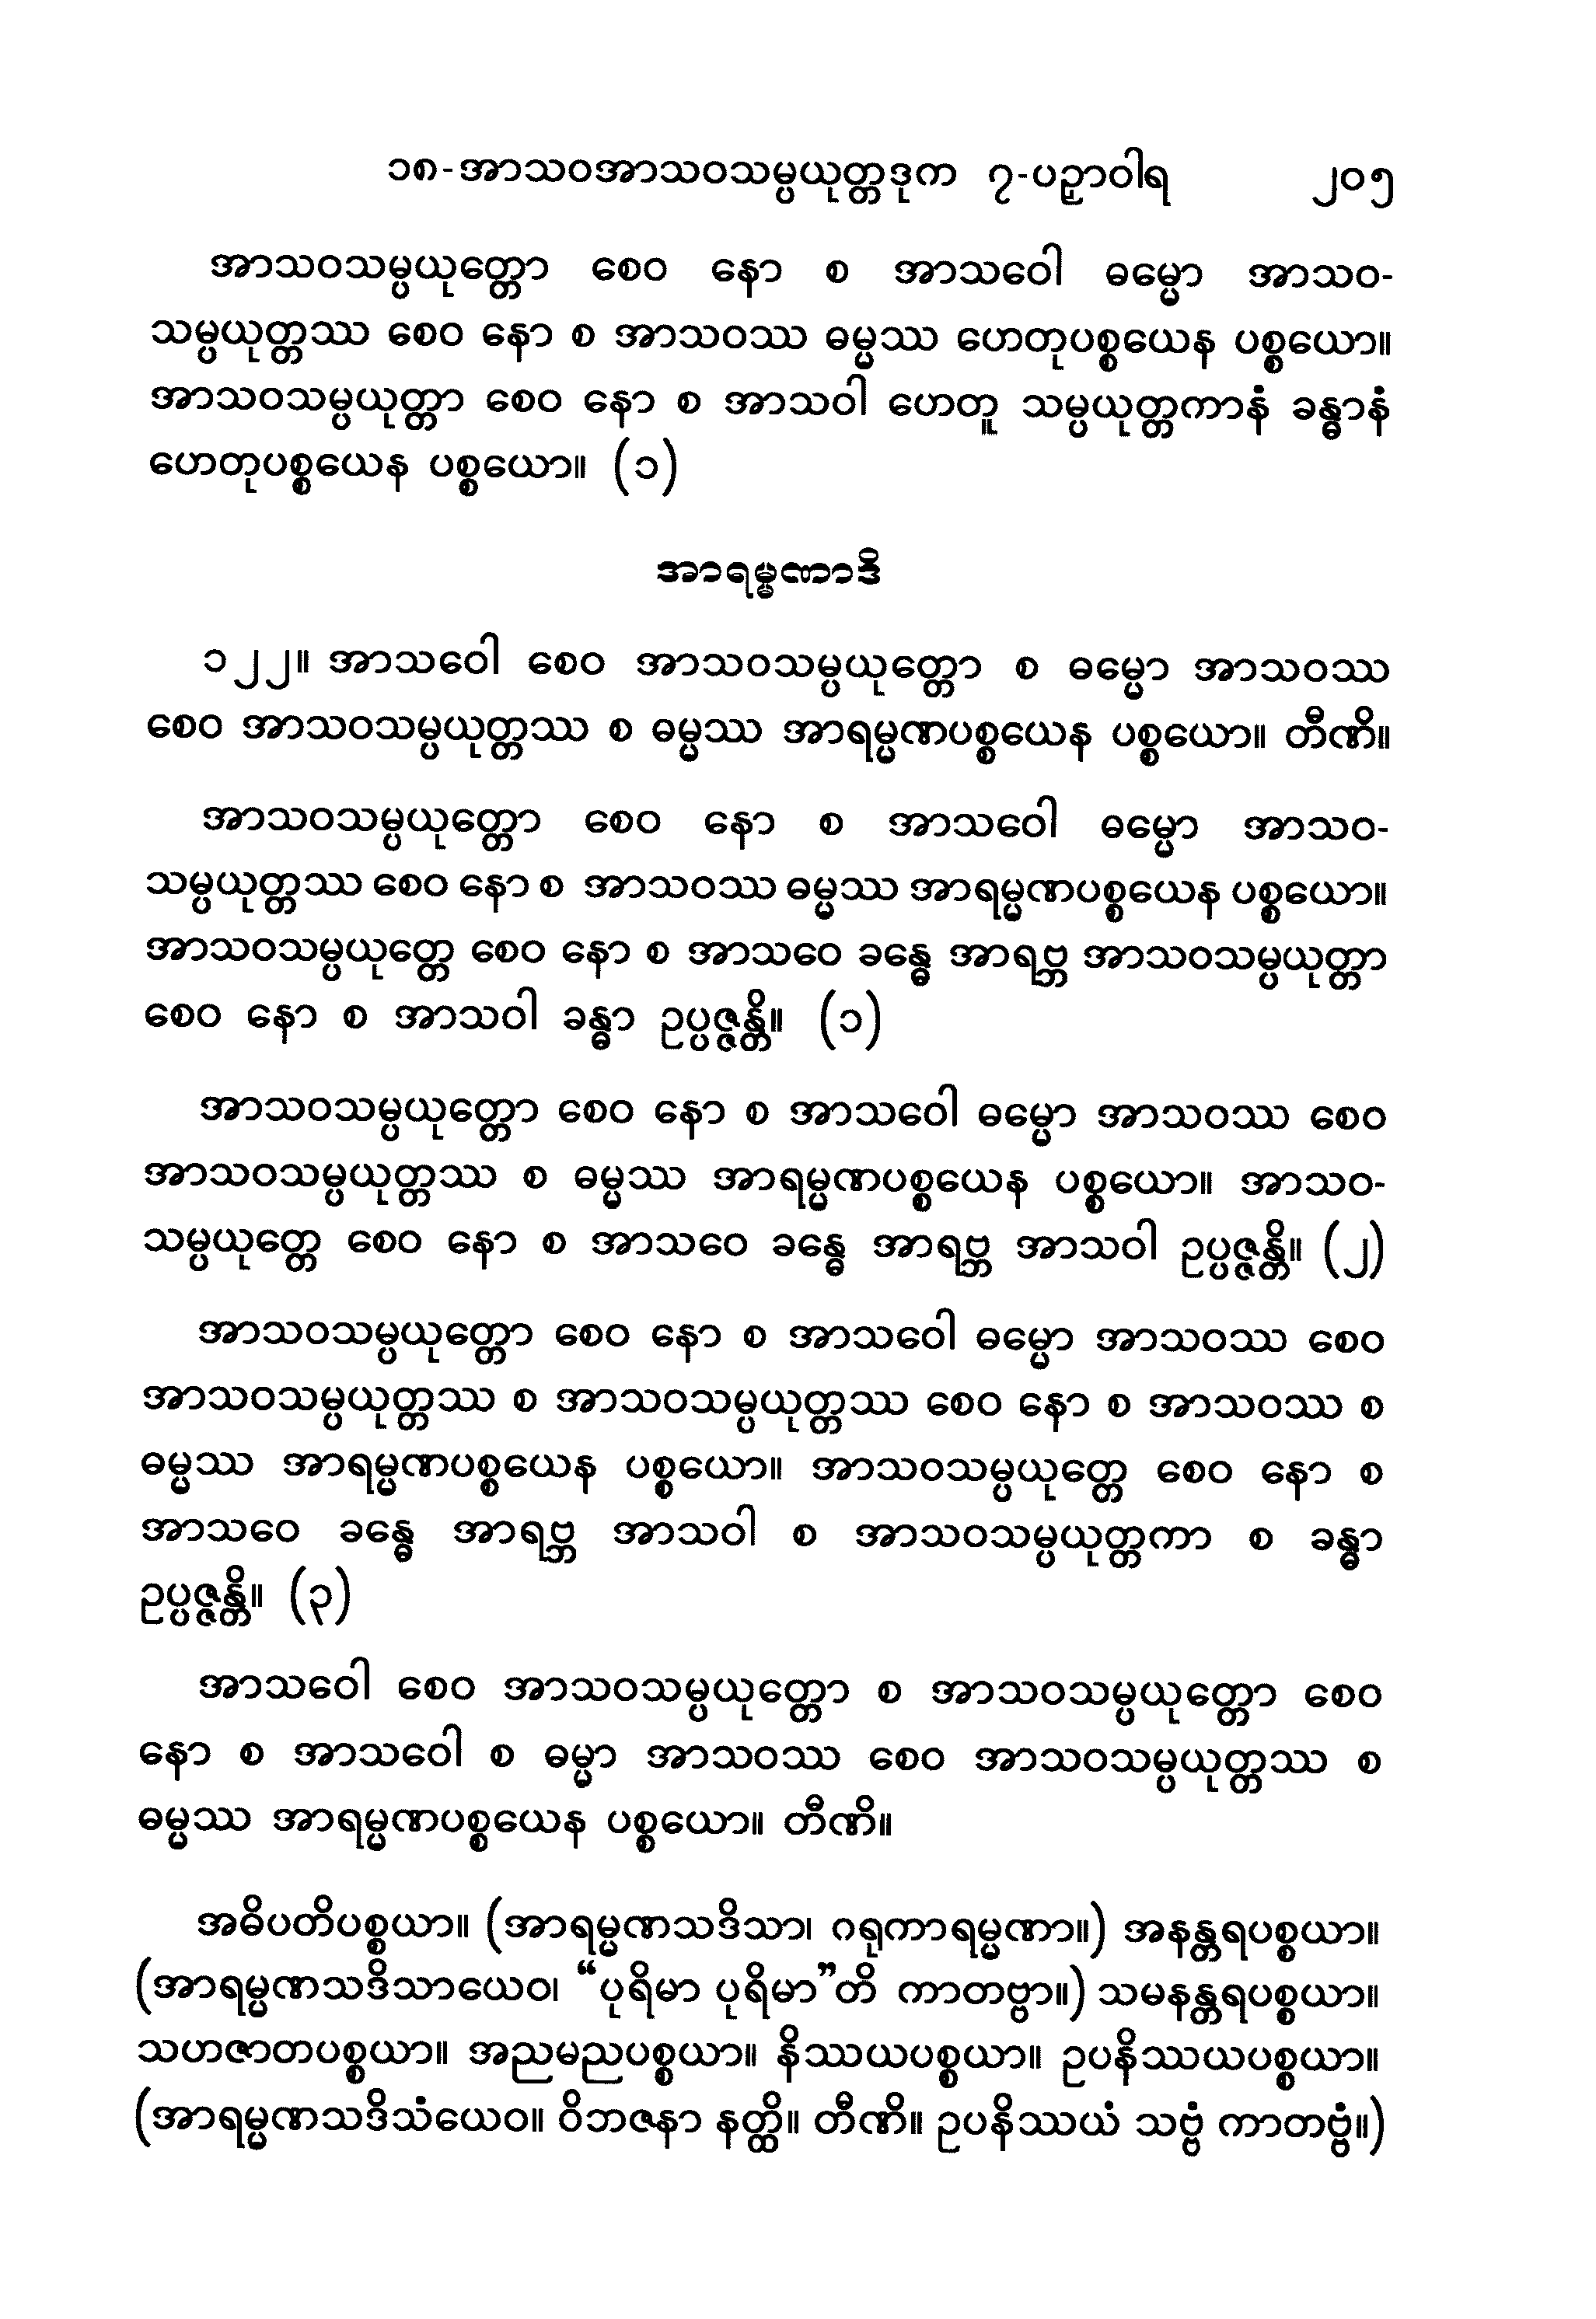 ၁၈-အာသဝအာသဝသမ္ပယုတ္တဒုက ၇-ပဉှာဝါရ ၂၀၅
အာသဝသမ္ပယုတ္တော စေဝ နော စ အာသဝေါ ဓမ္မော အာသဝ-
သမ္ပယုတ္တဿ စေဝ နော စ အာသဝဿ ဓမ္မဿ ဟေတုပစ္စယေန ပစ္စယော။
အာသဝသမ္ပယုတ္တာ စေဝ နော စ အာသဝါ ဟေတူ သမ္ပယုတ္တကာနံ ခန္ဓာနံ
ဟေတုပစ္စယေန ပစ္စယော။ (၁)
အာရမ္မဏာဒိ
၁၂၂။ အာသဝေါ စေဝ အာသဝသမ္ပယုတ္တော စ ဓမ္မော အာသဝဿ
စေဝ အာသဝသမ္ပယုတ္တဿ စ ဓမ္မဿ အာရမ္မဏပစ္စယေန ပစ္စယော။ တီဏိ။
အာသဝသမ္ပယုတ္တော စေဝ နော စ အာသဝေါ ဓမ္မော အာသဝ-
သမ္ပယုတ္တဿ စေဝ နော စ အာသဝဿ ဓမ္မဿ အာရမ္မဏပစ္စယေန ပစ္စယော။
အာသဝသမ္ပယုတ္တေ စေဝ နော စ အာသဝေ ခန္ဓေ အာရဗ္ဘ အာသဝသမ္ပယုတ္တာ
စေဝ နော စ အာသဝါ ခန္ဓာ ဥပ္ပဇ္ဇန္တိ။ (၁)
အာသဝသမ္ပယုတ္တော စေဝ နော စ အာသဝေါ ဓမ္မော အာသဝဿ စေဝ
အာသဝသမ္ပယုတ္တဿ စ ဓမ္မဿ အာရမ္မဏပစ္စယေန ပစ္စယော။ အာသဝ-
သမ္ပယုတ္တေ စေဝ နော စ အာသဝေ ခန္ဓေ အာရဗ္ဘ အာသဝါ ဥပ္ပဇ္ဇန္တိ။ (၂)
အာသဝသမ္ပယုတ္တော စေဝ နော စ အာသဝေါ ဓမ္မော အာသဝဿ စေဝ
အာသဝသမ္ပယုတ္တဿ စ အာသဝသမ္ပယုတ္တဿ စေဝ နော စ အာသဝဿ စ
ဓမ္မဿ အာရမ္မဏပစ္စယေန ပစ္စယော။ အာသဝသမ္ပယုတ္တေ စေဝ နော စ
အာသဝေ ခန္ဓေ အာရဗ္ဘ အာသဝါ စ အာသဝသမ္ပယုတ္တကာ စ ခန္ဓာ
ဥပ္ပဇ္ဇန္တိ။ (၃)
အာသဝေါ စေဝ အာသဝသမ္ပယုတ္တော စ အာသဝသမ္ပယုတ္တော စေဝ
နော စ အာသဝေါ စ ဓမ္မာ အာသဝဿ စေဝ အာသဝသမ္ပယုတ္တဿ စ
ဓမ္မဿ အာရမ္မဏပစ္စယေန ပစ္စယော။ တီဏိ။
အဓိပတိပစ္စယာ။ (အာရမ္မဏသဒိသာ၊ ဂရုကာရမ္မဏာ။) အနန္တရပစ္စယာ။
(အာရမ္မဏသဒိသာယေဝ၊ “ပုရိမာ ပုရိမာ”တိ ကာတဗ္ဗာ။) သမနန္တရပစ္စယာ။
သဟဇာတပစ္စယာ။ အညမညပစ္စယာ။ နိဿယပစ္စယာ။ ဥပနိဿယပစ္စယာ။
(အာရမ္မဏသဒိသံယေဝ။ ဝိဘဇနာ နတ္ထိ။ တီဏိ။ ဥပနိဿယံ သဗ္ဗံ ကာတဗ္ဗံ။)